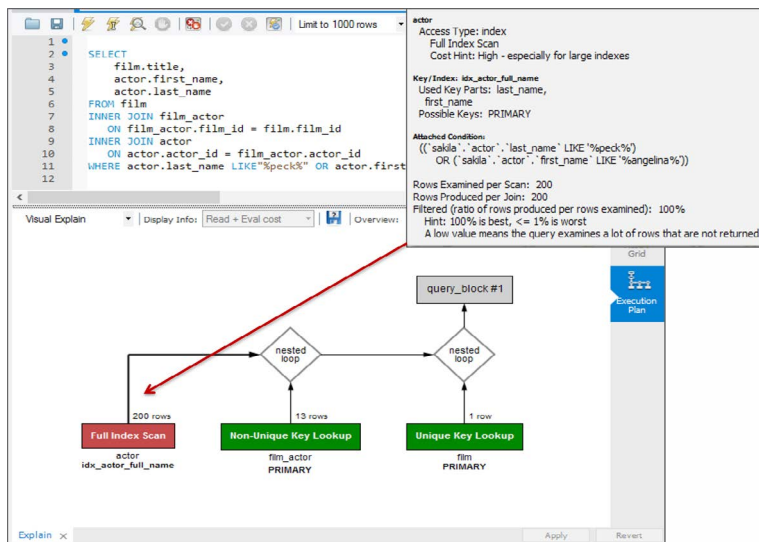 Limit to 1000 rows
1
2 SELECT
3 film.title,
4 actor.first_name,
5 actor.last_name
6 FROM film
7 INNER JOIN film_actor
8 ON film_actor.film_id = film.film_id
9 INNER JOIN actor
10 ON actor.actor_id = film_actor.actor_id
11 WHERE actor.last_name LIKE"%peck%" OR actor.first
12
actor
Access Type: index
Full Index Scan
Cost Hint: High - especially for large indexes
Key/Index: idx_actor_full_name
Used Key Parts: last_name,
first_name
Possible Keys: PRIMARY
Attached Condition:
((`sakila`.`actor`.`last_name` LIKE '%peck%')
OR (`sakila`.`actor`.`first_name` LIKE '%angelina%'))
Rows Examined per Scan: 200
Rows Produced per Join: 200
Filtered (ratio of rows produced per rows examined): 100%
Hint: 100% is best, <= 1% is worst
A low value means the query examines a lot of rows that are not returned
<
Visual Explain Display Info: Read + Eval cost Overview:
Grid
Execution
Plan
query_block #1
nested
loop
nested
loop
200 rows 13 rows 1 row
Full Index Scan Non-Unique Key Lookup Unique Key Lookup
actor film_actor film
idx_actor_full_name PRIMARY PRIMARY
Explain × Apply Revert